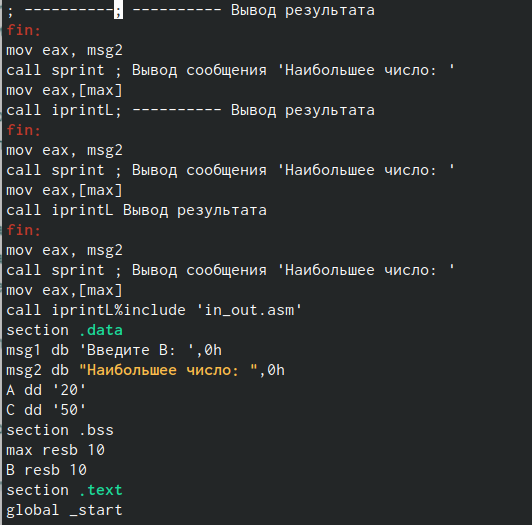 ; ----------; ---------- Вывод результата
fin:
mov eax, msg2
call sprint ; Вывод сообщения 'Наибольшее число: '
mov eax,[max]
call iprintL; ---------- Вывод результата
fin:
mov eax, msg2
call sprint ; Вывод сообщения 'Наибольшее число: '
mov eax,[max]
call iprintL Вывод результата
fin:
mov eax, msg2
call sprint ; Вывод сообщения 'Наибольшее число: '
mov eax,[max]
call iprintL%include 'in_out.asm'
section .data
msg1 db 'Введите B: ',0h
msg2 db "Наибольшее число: ",0h
A dd '20'
C dd '50'
section .bss
max resb 10
B resb 10
section .text
global _start